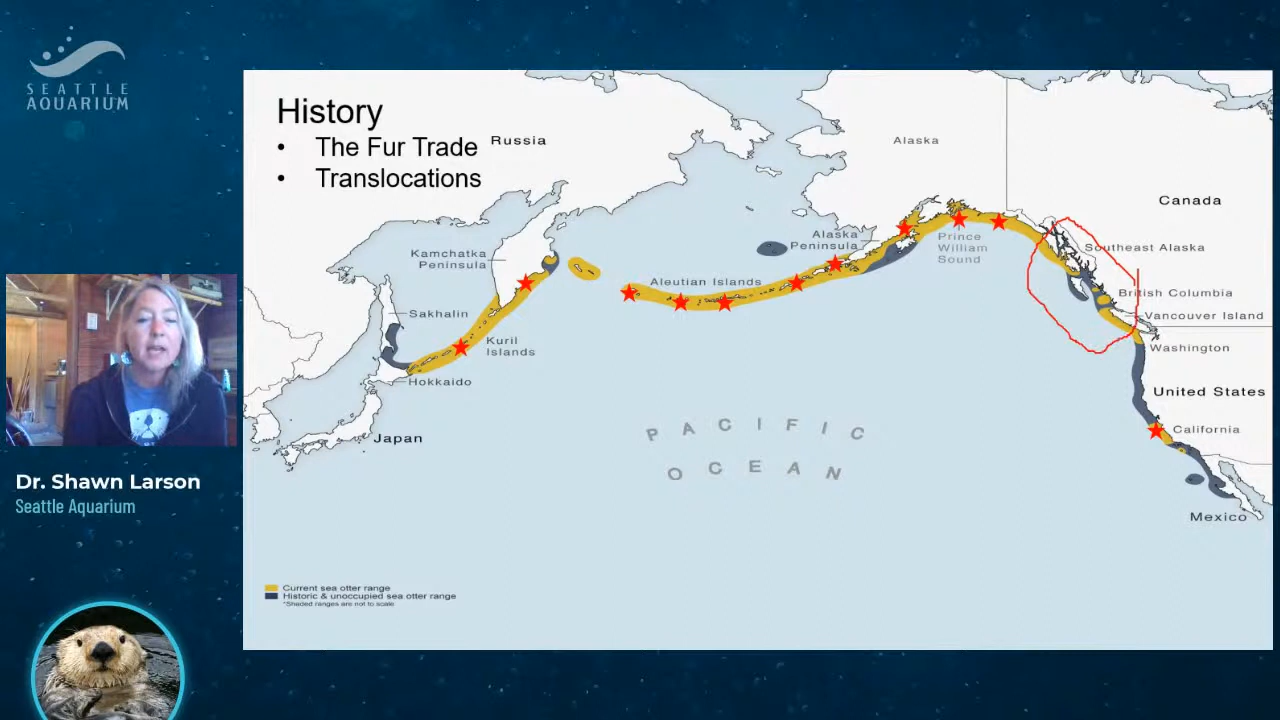 SEATTLE
AQUARIUM
History
• The Fur Trade
• Translocations
Russia
Alaska
Canada
Kamchatka
Peninsula
Alaska
Peninsula
Prince
William
Sound
Southeast Alaska
Aleutian Islands
British Columbia
Sakhalin
Vancouver Island
Kuril
Islands
Washington
Hokkaido
United States
PACIFIC
OCEAN
California
Japan
Mexico
Dr. Shawn Larson
Seattle Aquarium
Current sea otter range
Historic & unoccupied sea otter range
*Shaded ranges are not to scale